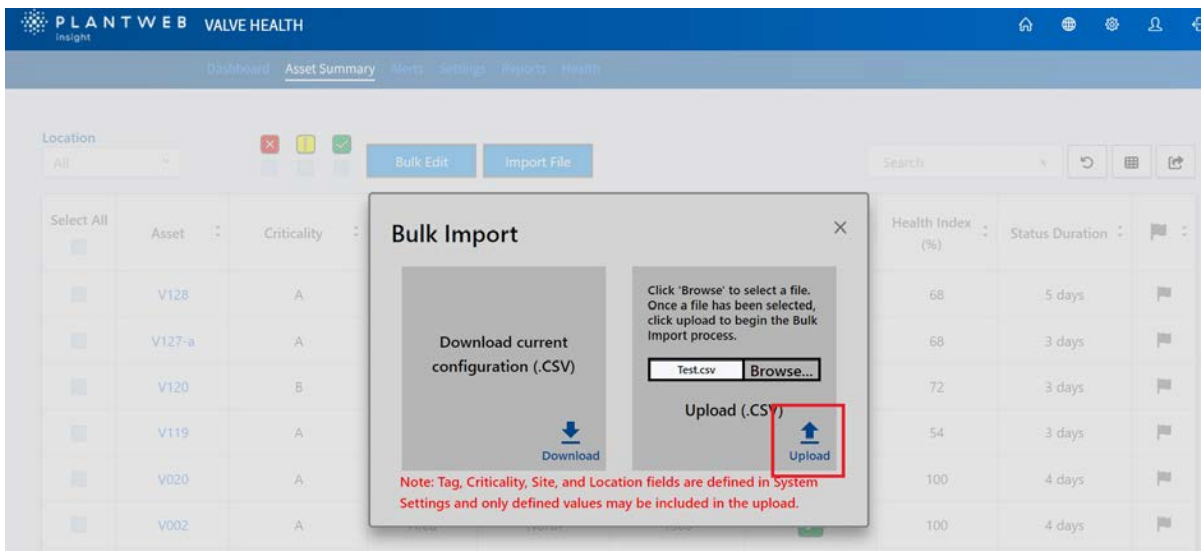 PLANTWEB VALVE HEALTH
insight
Dashboard Asset Summary Alerts Settings Reports Health
Location
All
Bulk Edit Import File
Search
Select All Asset Criticality Health Index (%) Status Duration
Bulk Import
Download current
configuration (.CSV)
Download
Click 'Browse' to select a file.
Once a file has been selected,
click upload to begin the Bulk
Import process.
Test.csv Browse...
Upload (.CSV)
Upload
Note: Tag, Criticality, Site, and Location fields are defined in System
Settings and only defined values may be included in the upload.
V128 A 68 5 days
V127-a A 68 3 days
V120 B 72 3 days
V119 A 54 3 days
V020 A 100 4 days
V002 A 100 4 days